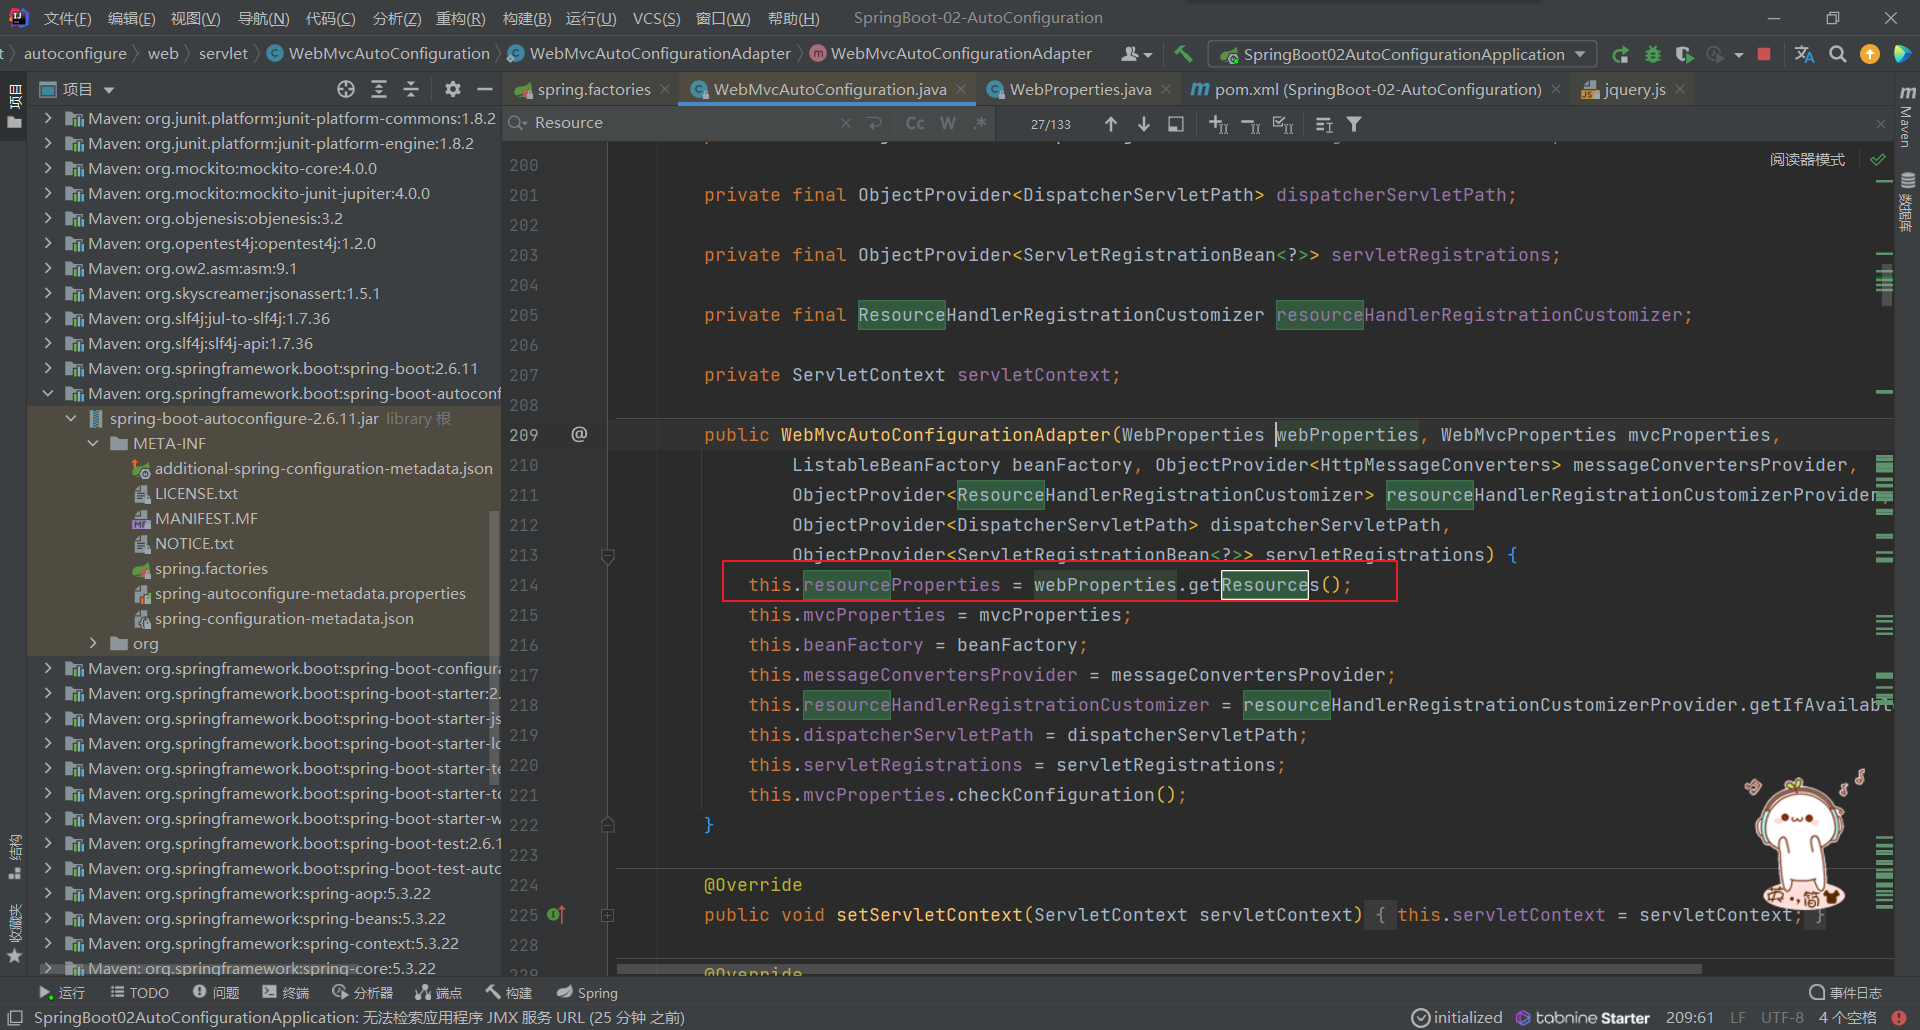 文件(F) 编辑(E) 视图(V) 导航(N) 代码(C) 分析(Z) 重构(R) 构建(B) 运行(U) VCS(S) 窗口(W) 帮助(H) SpringBoot-02-AutoConfiguration
t autoconfigure web servlet WebMvcAutoConfiguration WebMvcAutoConfigurationAdapter WebMvcAutoConfigurationAdapter SpringBoot02AutoConfigurationApplication
项目 spring.factories WebMvcAutoConfiguration.java WebProperties.java pom.xml (SpringBoot-02-AutoConfiguration) jquery.js
Resource Cc W .* 27/133
阅读器模式
项目
结构
收藏夹
Maven
数据库
Maven: org.junit.platform:junit-platform-commons:1.8.2
Maven: org.junit.platform:junit-platform-engine:1.8.2
Maven: org.mockito:mockito-core:4.0.0
Maven: org.mockito:mockito-junit-jupiter:4.0.0
Maven: org.objenesis:objenesis:3.2
Maven: org.opentest4j:opentest4j:1.2.0
Maven: org.ow2.asm:asm:9.1
Maven: org.skyscreamer:jsonassert:1.5.1
Maven: org.slf4j:jul-to-slf4j:1.7.36
Maven: org.slf4j:slf4j-api:1.7.36
Maven: org.springframework.boot:spring-boot:2.6.11
Maven: org.springframework.boot:spring-boot-autoconf
spring-boot-autoconfigure-2.6.11.jar library 根
META-INF
additional-spring-configuration-metadata.json
LICENSE.txt
MANIFEST.MF
NOTICE.txt
spring.factories
spring-autoconfigure-metadata.properties
spring-configuration-metadata.json
org
Maven: org.springframework.boot:spring-boot-configura
Maven: org.springframework.boot:spring-boot-starter:2.
Maven: org.springframework.boot:spring-boot-starter-js
Maven: org.springframework.boot:spring-boot-starter-lo
Maven: org.springframework.boot:spring-boot-starter-te
Maven: org.springframework.boot:spring-boot-starter-to
Maven: org.springframework.boot:spring-boot-starter-w
Maven: org.springframework.boot:spring-boot-test:2.6.1
Maven: org.springframework.boot:spring-boot-test-auto
Maven: org.springframework:spring-aop:5.3.22
Maven: org.springframework:spring-beans:5.3.22
Maven: org.springframework:spring-context:5.3.22
Maven: org.springframework:spring-core:5.3.22
200
201 private final ObjectProvider<DispatcherServletPath> dispatcherServletPath;
202
203 private final ObjectProvider<ServletRegistrationBean<?>> servletRegistrations;
204
205 private final ResourceHandlerRegistrationCustomizer resourceHandlerRegistrationCustomizer;
206
207 private ServletContext servletContext;
208
209 @ public WebMvcAutoConfigurationAdapter(WebProperties webProperties, WebMvcProperties mvcProperties,
210 ListableBeanFactory beanFactory, ObjectProvider<HttpMessageConverters> messageConvertersProvider,
211 ObjectProvider<ResourceHandlerRegistrationCustomizer> resourceHandlerRegistrationCustomizerProvider,
212 ObjectProvider<DispatcherServletPath> dispatcherServletPath,
213 ObjectProvider<ServletRegistrationBean<?>> servletRegistrations) {
214 this.resourceProperties = webProperties.getResources();
215 this.mvcProperties = mvcProperties;
216 this.beanFactory = beanFactory;
217 this.messageConvertersProvider = messageConvertersProvider;
218 this.resourceHandlerRegistrationCustomizer = resourceHandlerRegistrationCustomizerProvider.getIfAvailabl
219 this.dispatcherServletPath = dispatcherServletPath;
220 this.servletRegistrations = servletRegistrations;
221 this.mvcProperties.checkConfiguration();
222 }
223
224 @Override
225 public void setServletContext(ServletContext servletContext) { this.servletContext = servletContext; }
228
229 @Override
英 ·, 简
运行 TODO 问题 终端 分析器 端点 构建 Spring 事件日志
SpringBoot02AutoConfigurationApplication: 无法检索应用程序 JMX 服务 URL (25 分钟 之前) initialized tabnine Starter 209:61 LF UTF-8 4 个空格